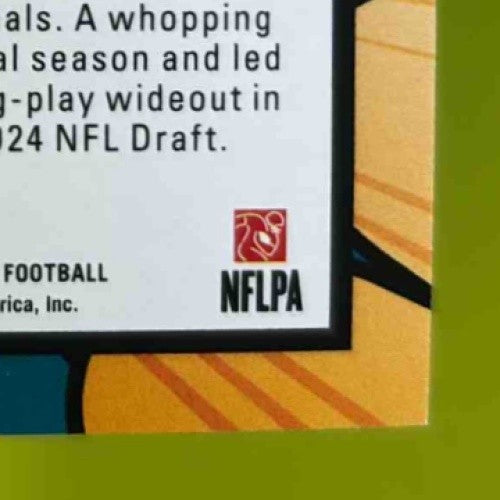 als. A whopping
al season and led
g-play wideout in
024 NFL Draft.
FOOTBALL
rica, Inc.
NFLPA